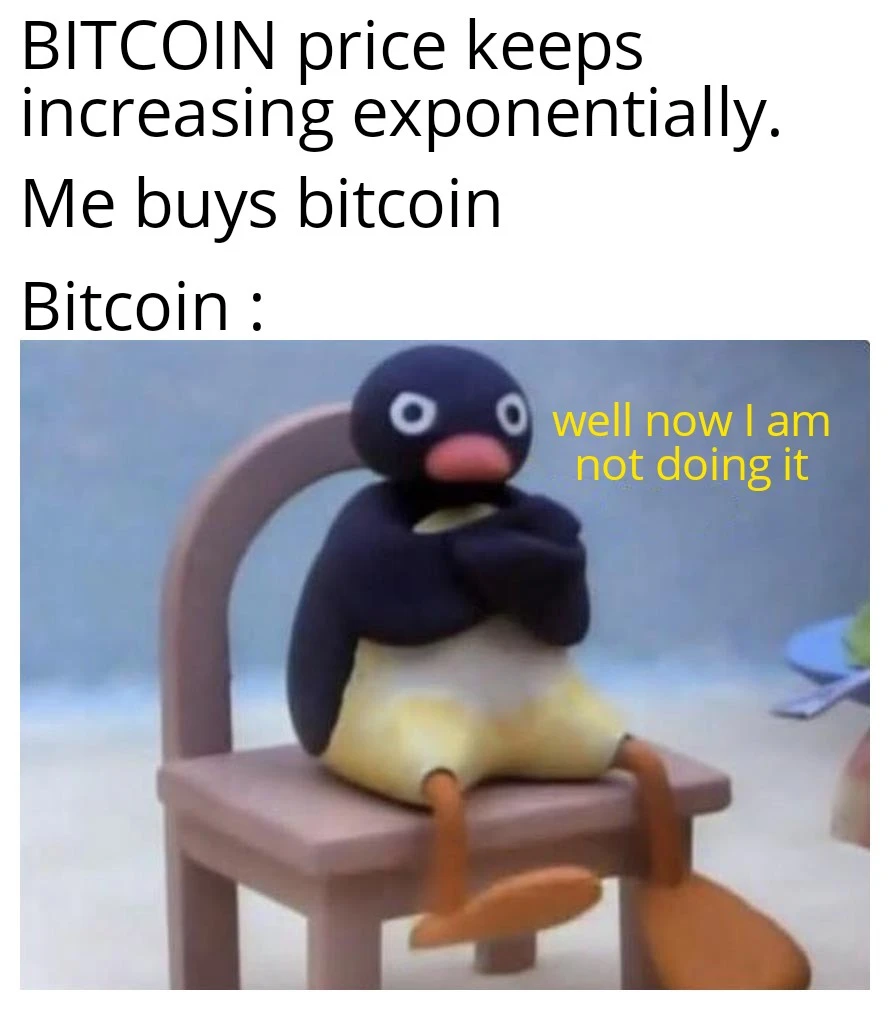 BITCOIN price keeps
increasing exponentially.
Me buys bitcoin
Bitcoin :
well now I am
not doing it